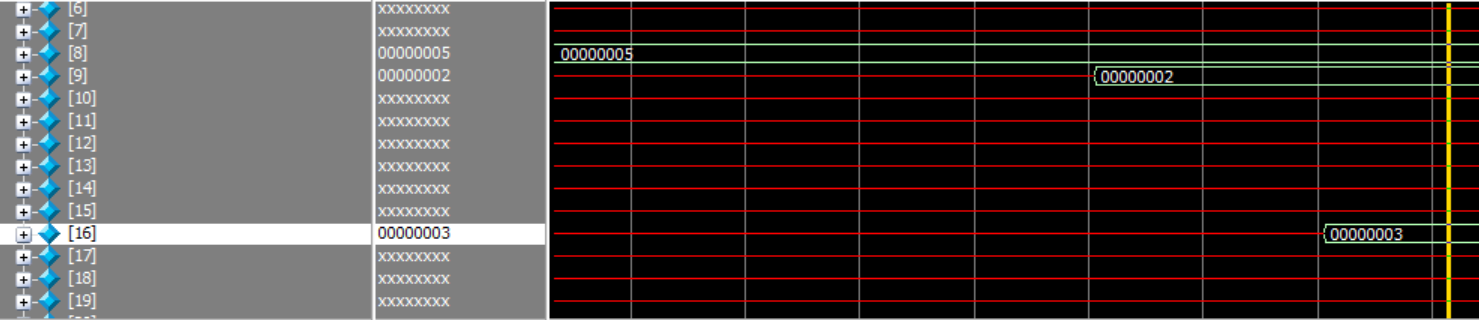 [6] xxxxxxxx
[7] xxxxxxxx
[8] 00000005 00000005
[9] 00000002 00000002
[10] xxxxxxxx
[11] xxxxxxxx
[12] xxxxxxxx
[13] xxxxxxxx
[14] xxxxxxxx
[15] xxxxxxxx
[16] 00000003 00000003
[17] xxxxxxxx
[18] xxxxxxxx
[19] xxxxxxxx